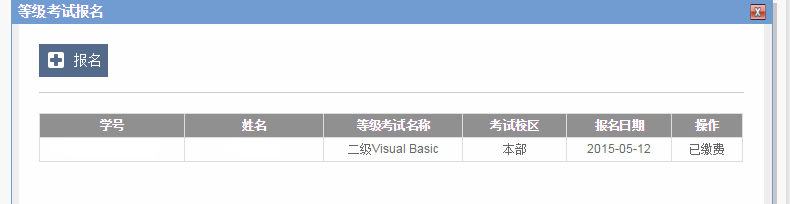 等级考试报名
报名
学号 姓名 等级考试名称 考试校区 报名日期 操作
二级Visual Basic 本部 2015-05-12 已缴费